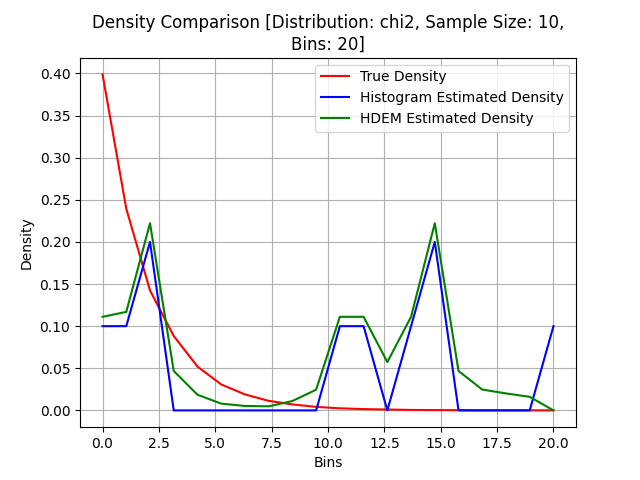 Density Comparison [Distribution: chi2, Sample Size: 10,
Bins: 20]
True Density
Histogram Estimated Density
HDEM Estimated Density
Density
0.40
0.35
0.30
0.25
0.20
0.15
0.10
0.05
0.00
0.0 2.5 5.0 7.5 10.0 12.5 15.0 17.5 20.0
Bins